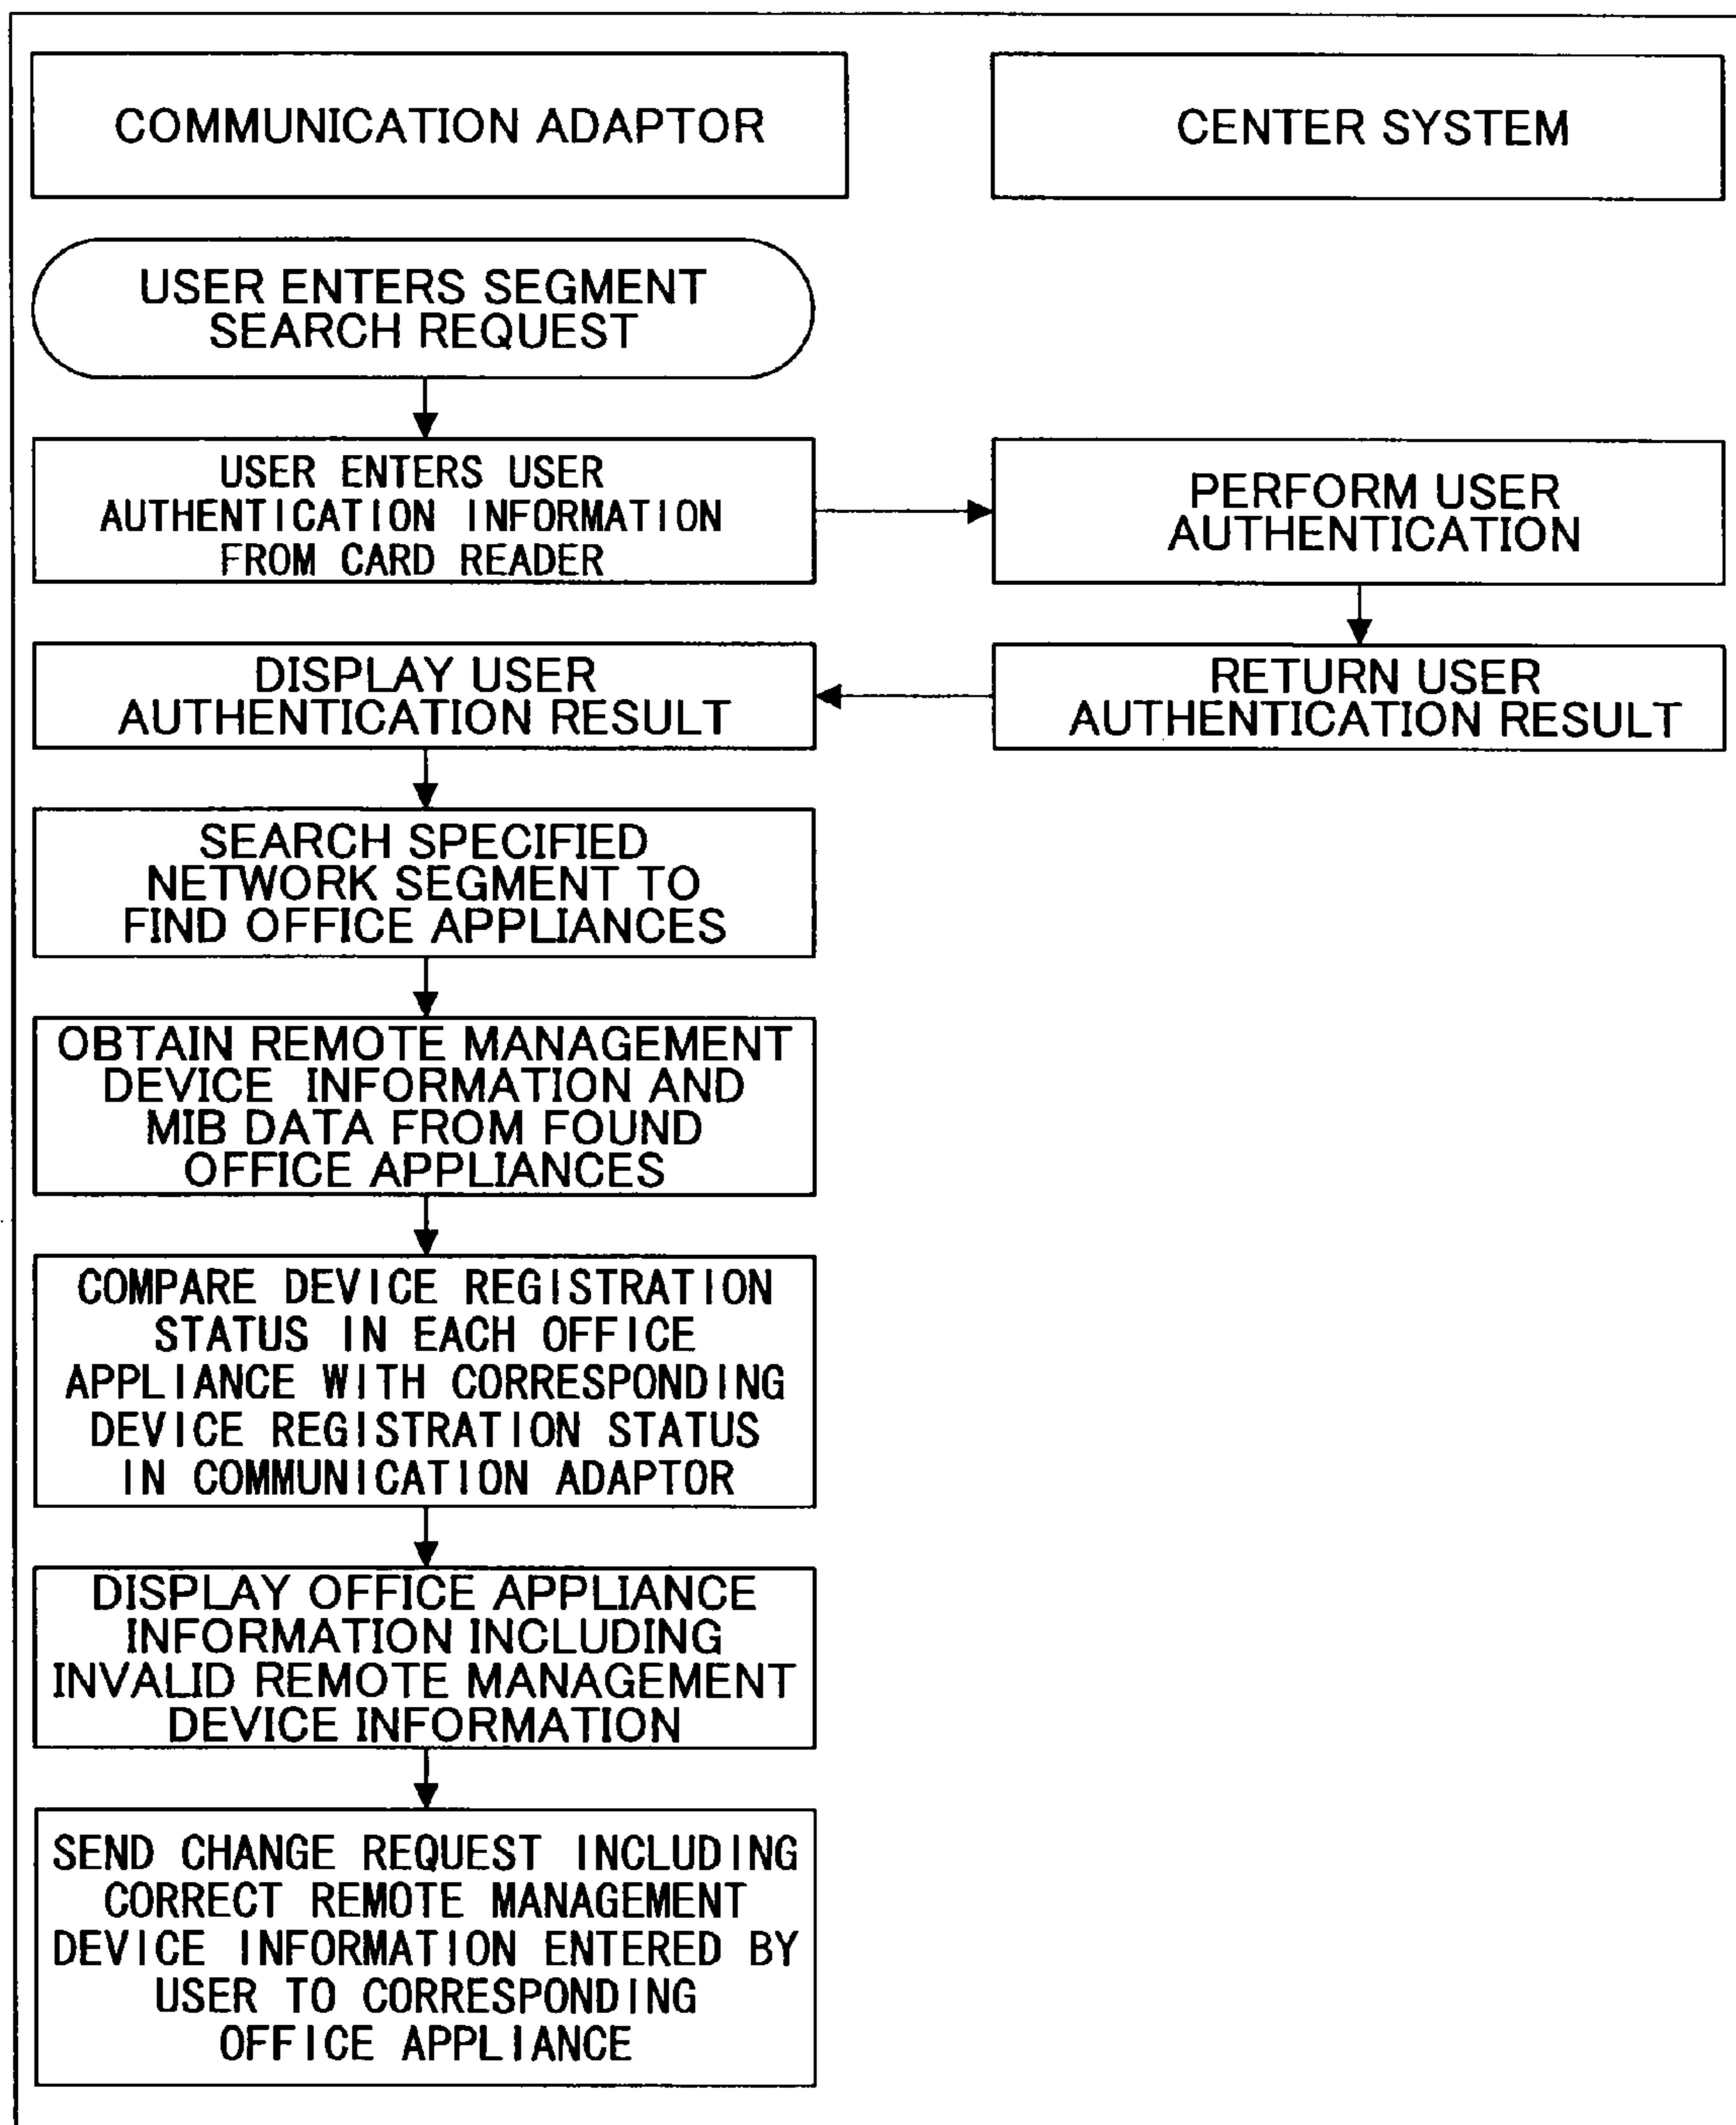 COMMUNICATION ADAPTOR
CENTER SYSTEM
USER ENTERS SEGMENT
SEARCH REQUEST
USER ENTERS USER
AUTHENTICATION INFORMATION
FROM CARD READER
PERFORM USER
AUTHENTICATION
DISPLAY USER
AUTHENTICATION RESULT
RETURN USER
AUTHENTICATION RESULT
SEARCH SPECIFIED
NETWORK SEGMENT TO
FIND OFFICE APPLIANCES
OBTAIN REMOTE MANAGEMENT
DEVICE INFORMATION AND
MIB DATA FROM FOUND
OFFICE APPLIANCES
COMPARE DEVICE REGISTRATION
STATUS IN EACH OFFICE
APPLIANCE WITH CORRESPONDING
DEVICE REGISTRATION STATUS
IN COMMUNICATION ADAPTOR
DISPLAY OFFICE APPLIANCE
INFORMATION INCLUDING
INVALID REMOTE MANAGEMENT
DEVICE INFORMATION
SEND CHANGE REQUEST INCLUDING
CORRECT REMOTE MANAGEMENT
DEVICE INFORMATION ENTERED BY
USER TO CORRESPONDING
OFFICE APPLIANCE